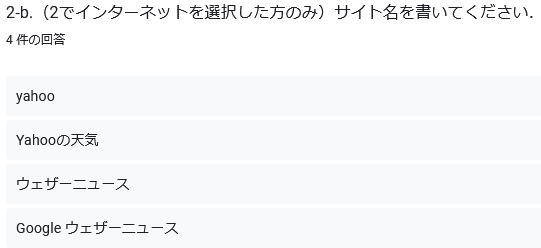 2-b.（2でインターネットを選択した方のみ）サイト名を書いてください．
4 件の回答
yahoo
Yahooの天気
ウェザーニュース
Google ウェザーニュース